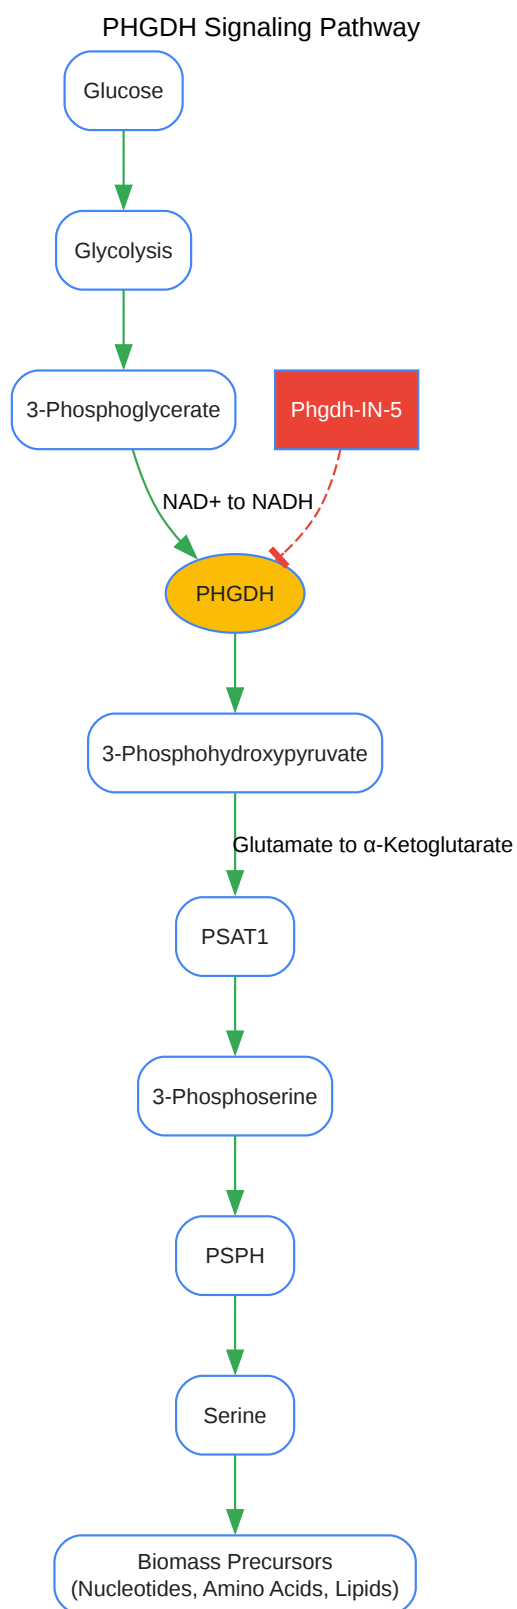 PHGDH Signaling Pathway
Glucose
Glycolysis
3-Phosphoglycerate
Phgdh-IN-5
NAD+ to NADH
PHGDH
3-Phosphohydroxypyruvate
Glutamate to α-Ketoglutarate
PSAT1
3-Phosphoserine
PSPH
Serine
Biomass Precursors
(Nucleotides, Amino Acids, Lipids)